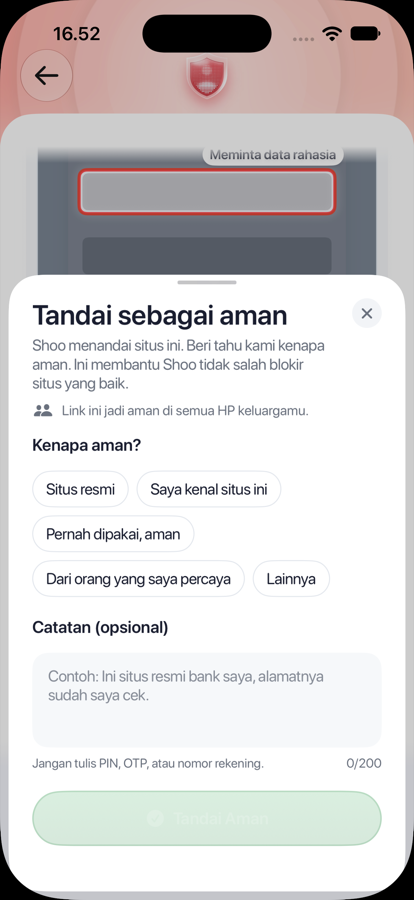 16.52
Meminta data rahasia
Tandai sebagai aman
Shoo menandai situs ini. Beri tahu kami kenapa
aman. Ini membantu Shoo tidak salah blokir
situs yang baik.
Link ini jadi aman di semua HP keluargamu.
Kenapa aman?
Situs resmi
Saya kenal situs ini
Pernah dipakai, aman
Dari orang yang saya percaya
Lainnya
Catatan (opsional)
Contoh: Ini situs resmi bank saya, alamatnya
sudah saya cek.
Jangan tulis PIN, OTP, atau nomor rekening.
0/200
Tandai Aman